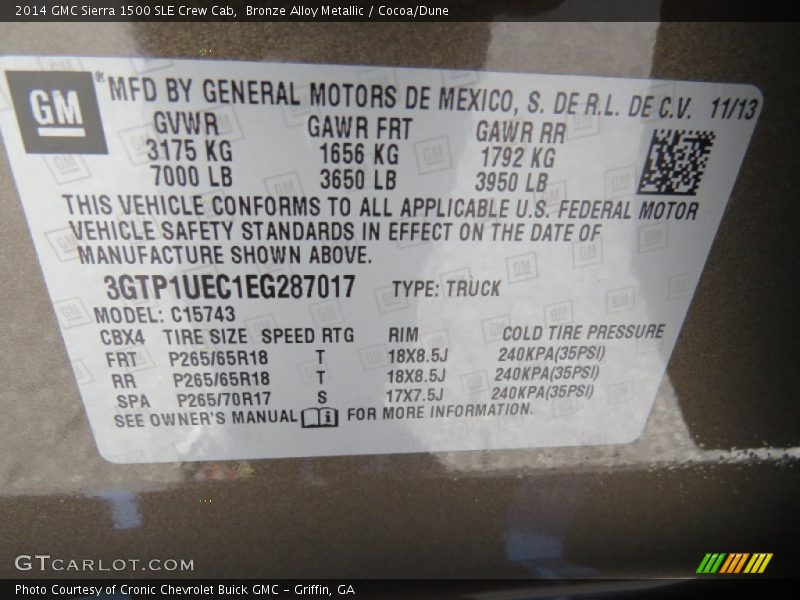 2014 GMC Sierra 1500 SLE Crew Cab, Bronze Alloy Metallic / Cocoa/Dune
GM ® MFD BY GENERAL MOTORS DE MEXICO, S. DE R.L. DE C.V. 11/13
GVWR GAWR FRT GAWR RR
3175 KG 1656 KG 1792 KG
7000 LB 3650 LB 3950 LB
THIS VEHICLE CONFORMS TO ALL APPLICABLE U.S. FEDERAL MOTOR
VEHICLE SAFETY STANDARDS IN EFFECT ON THE DATE OF
MANUFACTURE SHOWN ABOVE.
3GTP1UEC1EG287017 TYPE: TRUCK
MODEL: C15743
CBX4 TIRE SIZE SPEED RTG RIM COLD TIRE PRESSURE
FRT P265/65R18 T 18X8.5J 240KPA(35PSI)
RR P265/65R18 T 18X8.5J 240KPA(35PSI)
SPA P265/70R17 S 17X7.5J 240KPA(35PSI)
SEE OWNER'S MANUAL i FOR MORE INFORMATION.
GTCARLOT.COM
Photo Courtesy of Cronic Chevrolet Buick GMC – Griffin, GA